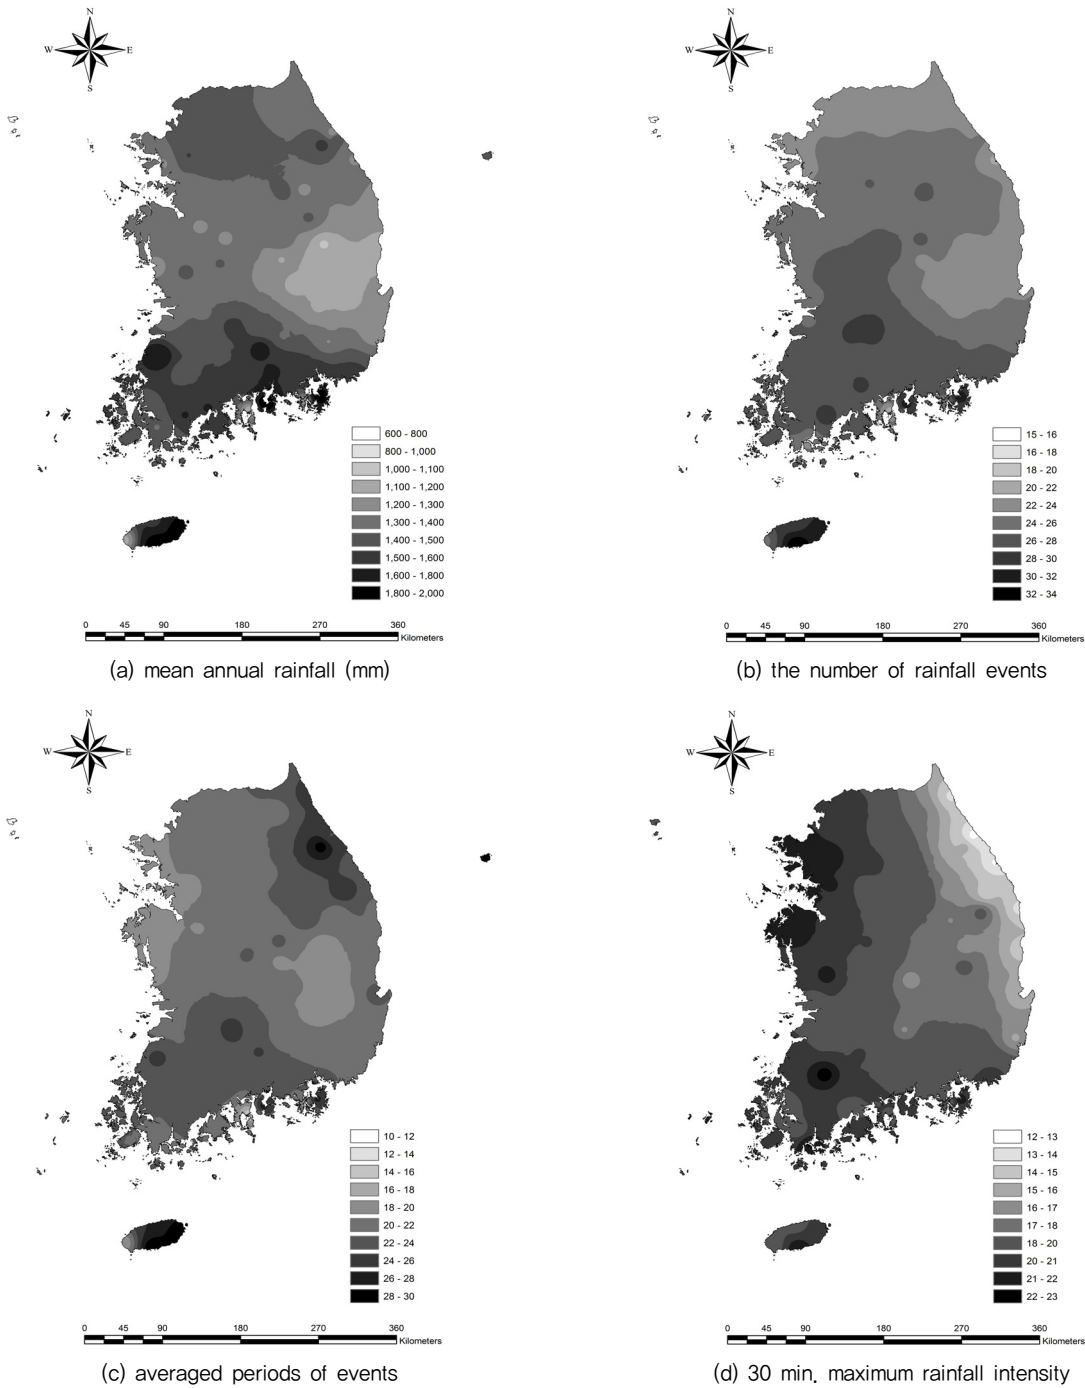 N
W E
S
600 - 800
800 - 1,000
1,000 - 1,100
1,100 - 1,200
1,200 - 1,300
1,300 - 1,400
1,400 - 1,500
1,500 - 1,600
1,600 - 1,800
1,800 - 2,000
0 45 90 180 270 360
Kilometers
(a) mean annual rainfall (mm)
N
W E
S
15 - 16
16 - 18
18 - 20
20 - 22
22 - 24
24 - 26
26 - 28
28 - 30
30 - 32
32 - 34
0 45 90 180 270 360
Kilometers
(b) the number of rainfall events
N
W E
S
10 - 12
12 - 14
14 - 16
16 - 18
18 - 20
20 - 22
22 - 24
24 - 26
26 - 28
28 - 30
0 45 90 180 270 360
Kilometers
(c) averaged periods of events
N
W E
S
12 - 13
13 - 14
14 - 15
15 - 16
16 - 17
17 - 18
18 - 20
20 - 21
21 - 22
22 - 23
0 45 90 180 270 360
Kilometers
(d) 30 min. maximum rainfall intensity